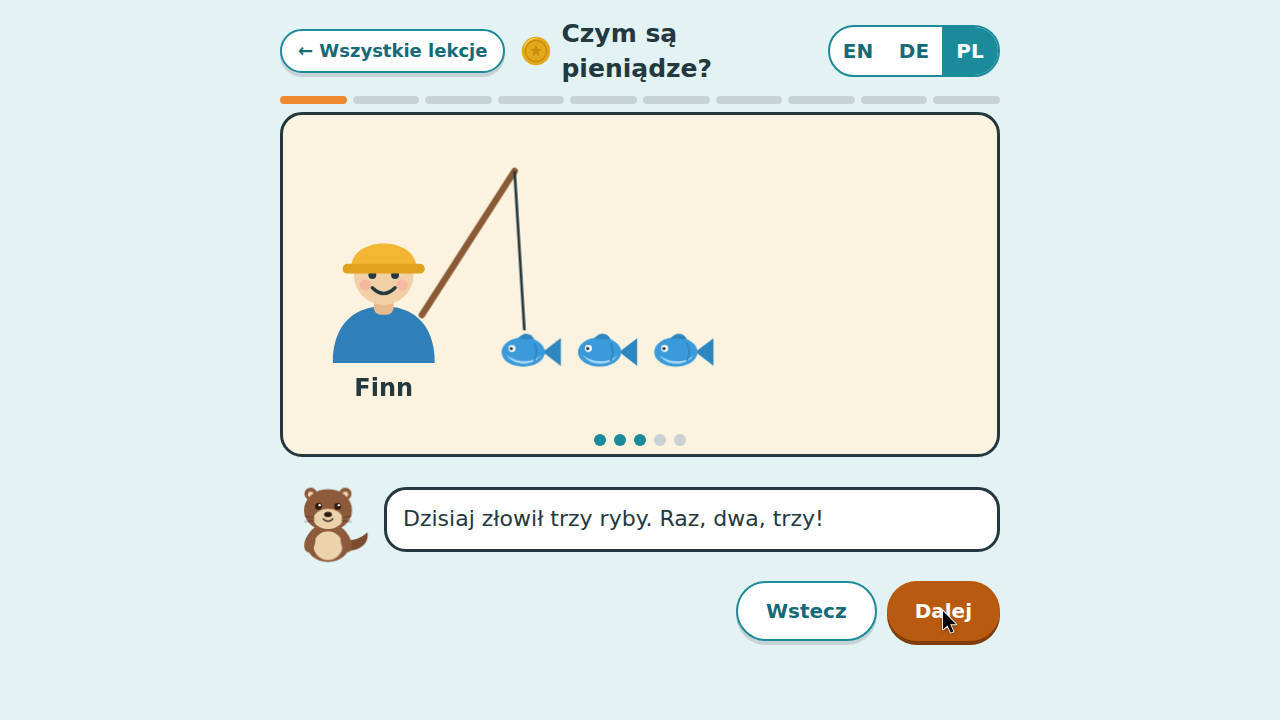 ← Wszystkie lekcje
Czym są
pieniądze?
EN DE PL
Finn
Dzisiaj złowił trzy ryby. Raz, dwa, trzy!
Wstecz
Dalej